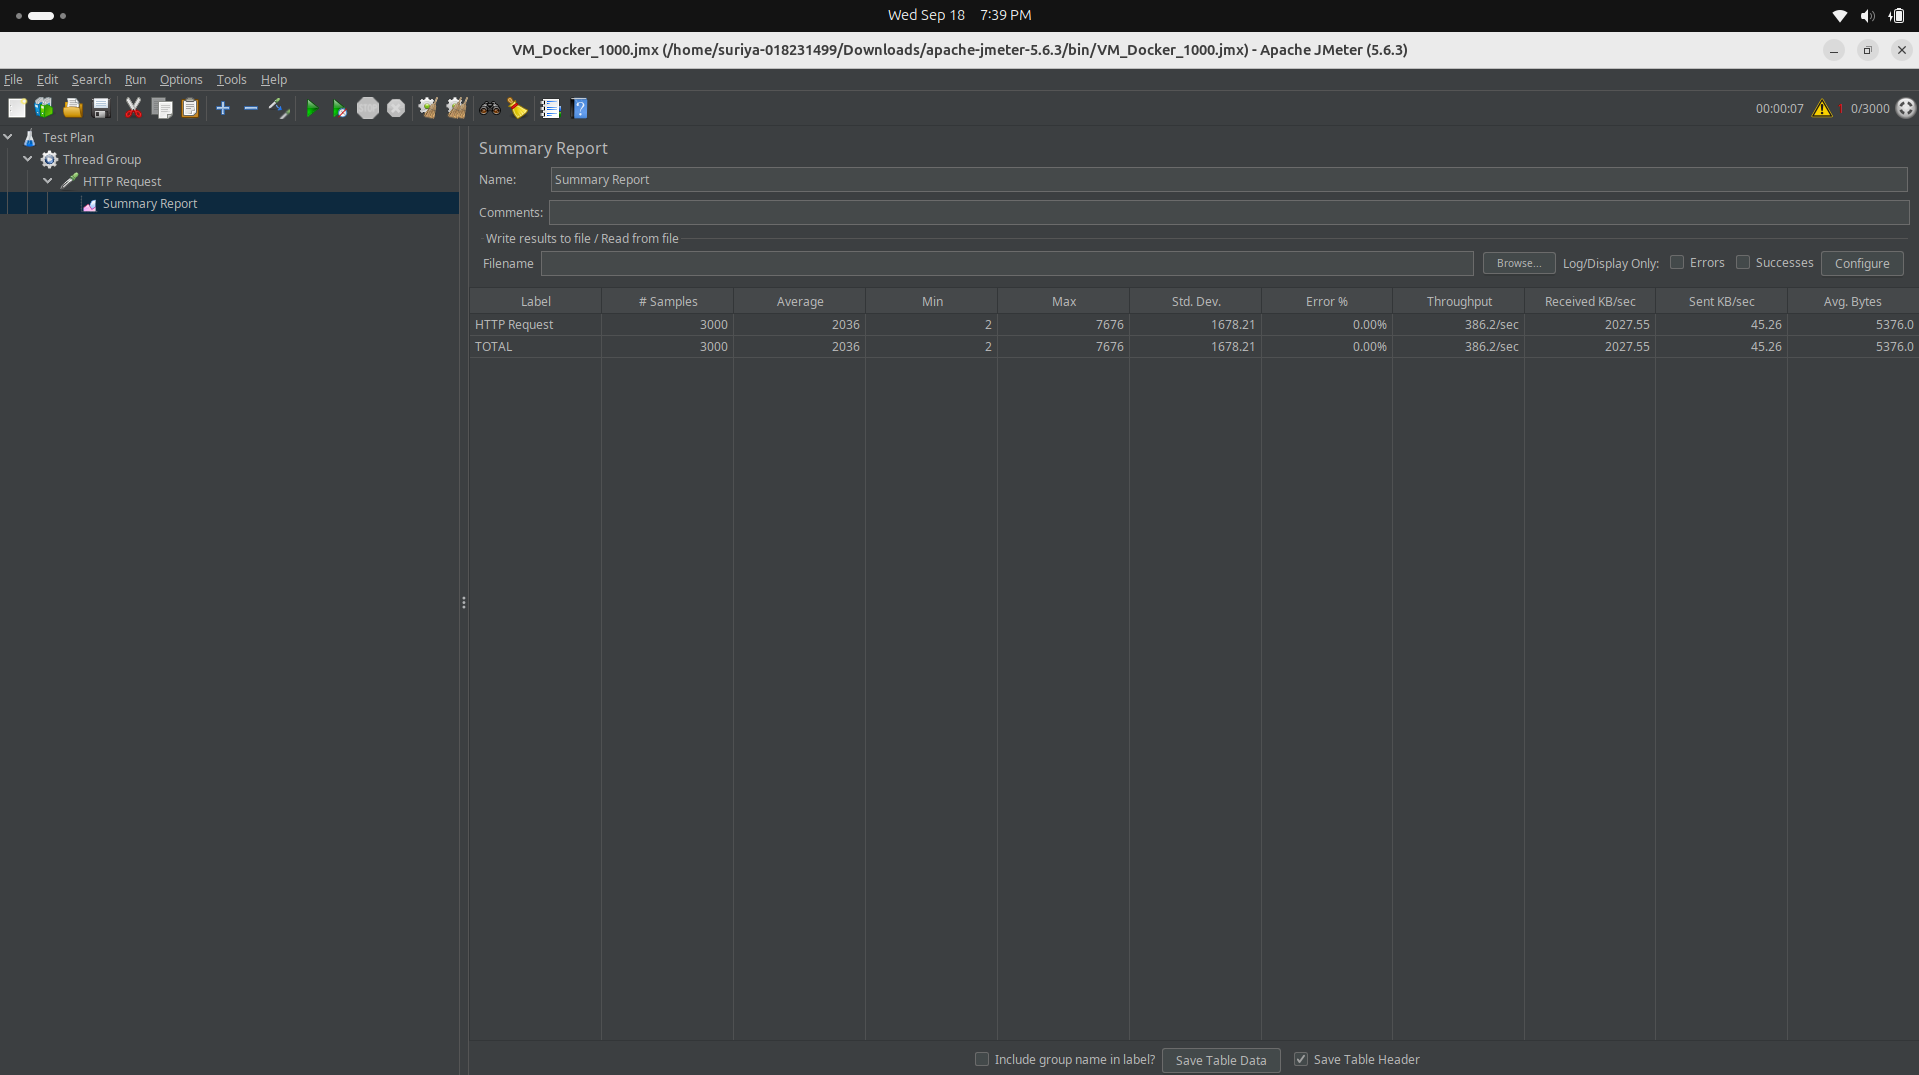 Wed Sep 18 7:39 PM
VM_Docker_1000.jmx (/home/suriya-018231499/Downloads/apache-jmeter-5.6.3/bin/VM_Docker_1000.jmx) - Apache JMeter (5.6.3)
File Edit Search Run Options Tools Help
00:00:07 1 0/3000
Test Plan
Thread Group
HTTP Request
Summary Report
Summary Report
Name: Summary Report
Comments:
Write results to file / Read from file
Filename Browse... Log/Display Only: Errors Successes Configure
Label # Samples Average Min Max Std. Dev. Error % Throughput Received KB/sec Sent KB/sec Avg. Bytes
HTTP Request 3000 2036 2 7676 1678.21 0.00% 386.2/sec 2027.55 45.26 5376.0
TOTAL 3000 2036 2 7676 1678.21 0.00% 386.2/sec 2027.55 45.26 5376.0
Include group name in label? Save Table Data Save Table Header